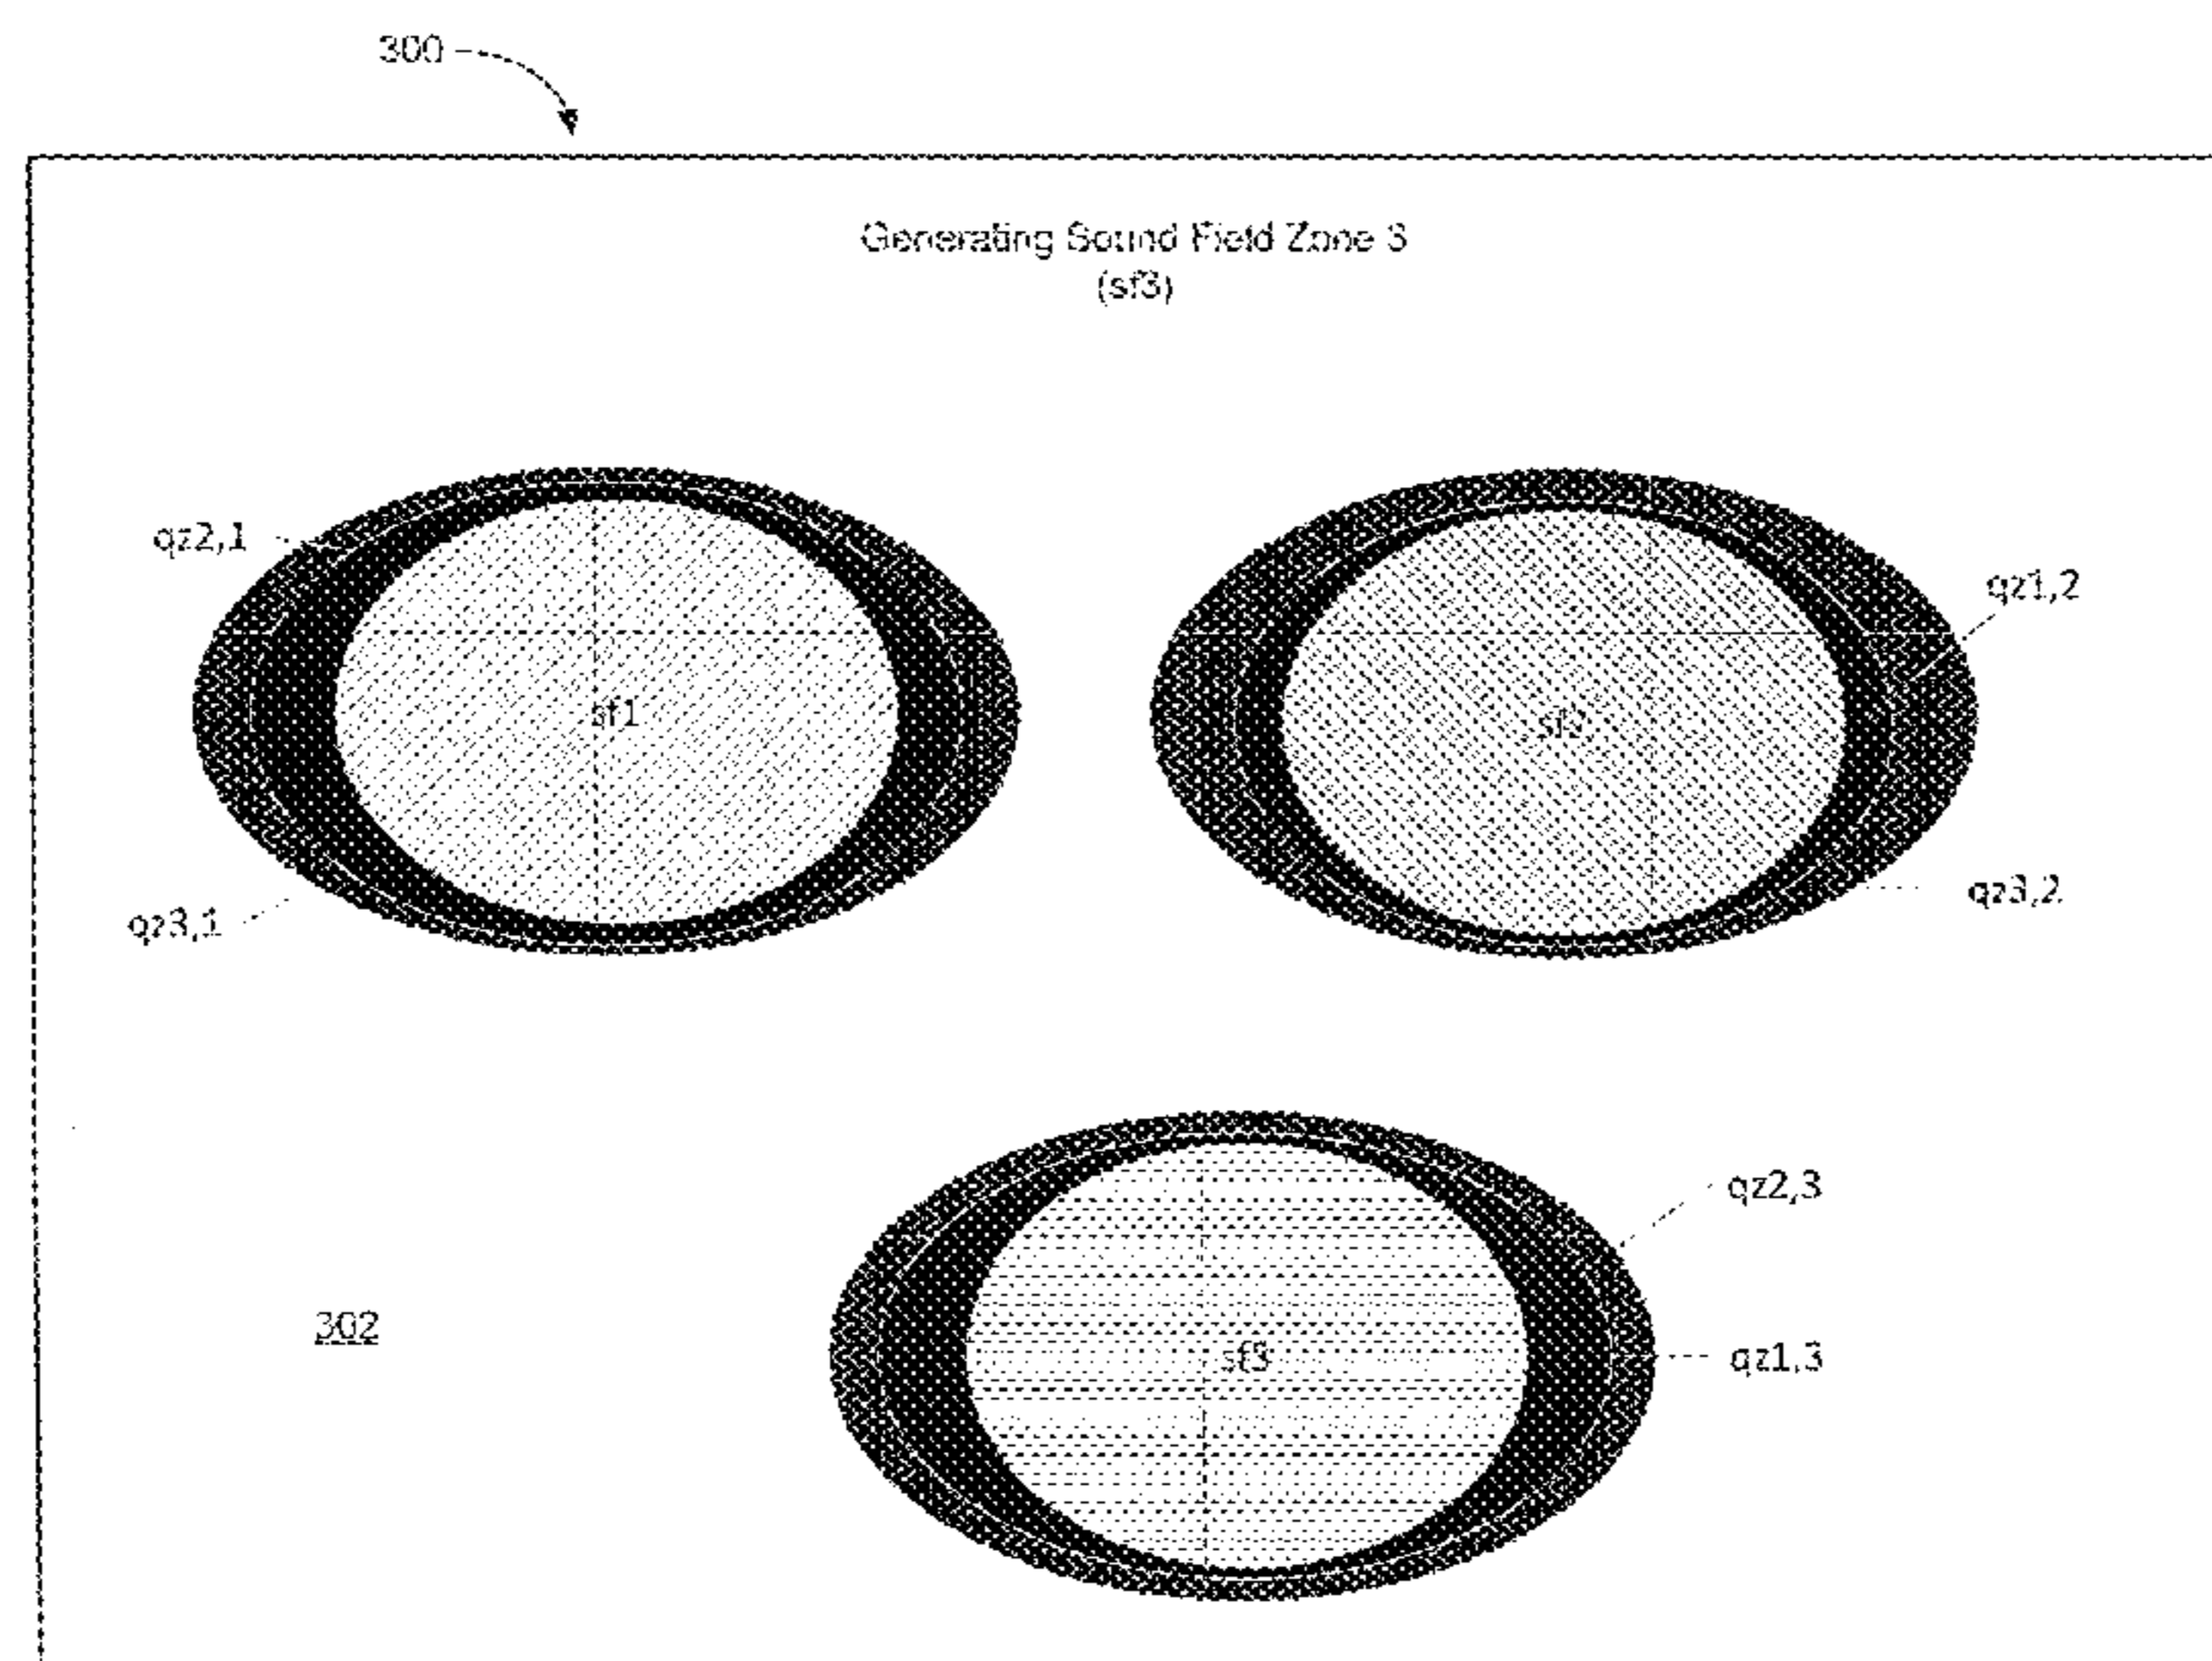 300
Generating Sound Field Zone 3
(sf3)
qz2,1
qz1,2
sf1
sf2
qz3,2
qz3,1
qz2,3
302
sf3
qz1,3